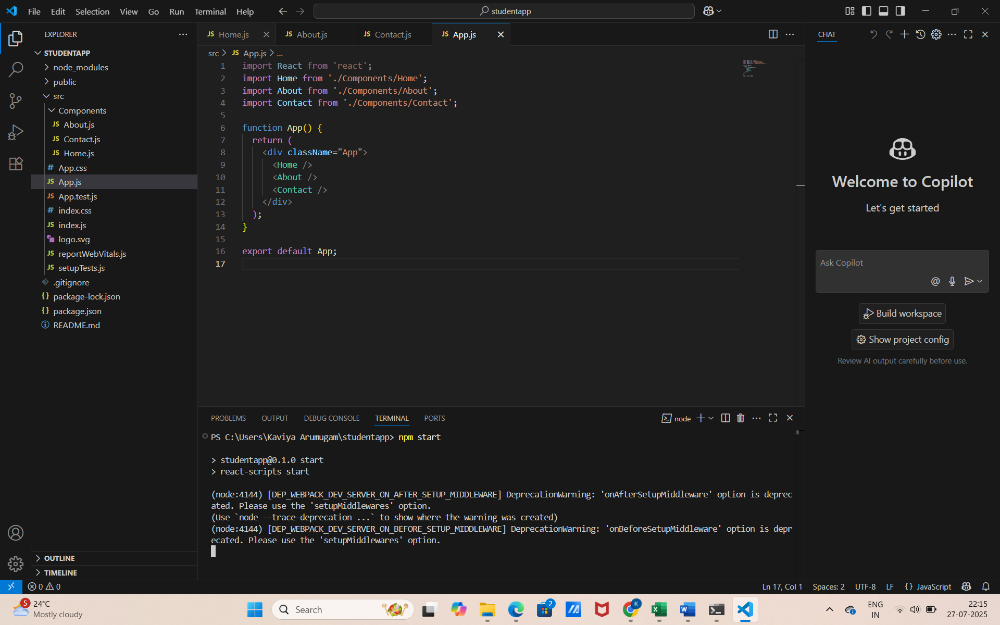 File Edit Selection View Go Run Terminal Help
studentapp
EXPLORER
STUDENTAPP
node_modules
public
src
Components
JS About.js
JS Contact.js
JS Home.js
# App.css
JS App.js
JS App.test.js
# index.css
JS index.js
logo.svg
JS reportWebVitals.js
JS setupTests.js
.gitignore
{} package-lock.json
{} package.json
README.md
OUTLINE
TIMELINE
JS Home.js JS About.js JS Contact.js JS App.js
src > JS App.js > ...
1 import React from 'react';
2 import Home from './Components/Home';
3 import About from './Components/About';
4 import Contact from './Components/Contact';
5
6 function App() {
7 return (
8 <div className="App">
9 <Home />
10 <About />
11 <Contact />
12 </div>
13 );
14 }
15
16 export default App;
17
PROBLEMS OUTPUT DEBUG CONSOLE TERMINAL PORTS
node
PS C:\Users\Kaviya Arumugam\studentapp> npm start
> studentapp@0.1.0 start
> react-scripts start
(node:4144) [DEP_WEBPACK_DEV_SERVER_ON_AFTER_SETUP_MIDDLEWARE] DeprecationWarning: 'onAfterSetupMiddleware' option is deprec
ated. Please use the 'setupMiddlewares' option.
(Use `node --trace-deprecation ...` to show where the warning was created)
(node:4144) [DEP_WEBPACK_DEV_SERVER_ON_BEFORE_SETUP_MIDDLEWARE] DeprecationWarning: 'onBeforeSetupMiddleware' option is depr
ecated. Please use the 'setupMiddlewares' option.
CHAT
Welcome to Copilot
Let's get started
Ask Copilot
@
Build workspace
Show project config
Review AI output carefully before use.
0 0
Ln 17, Col 1 Spaces: 2 UTF-8 LF {} JavaScript
5
24°C
Mostly cloudy
Search
2
K
ENG
IN
22:15
27-07-2025